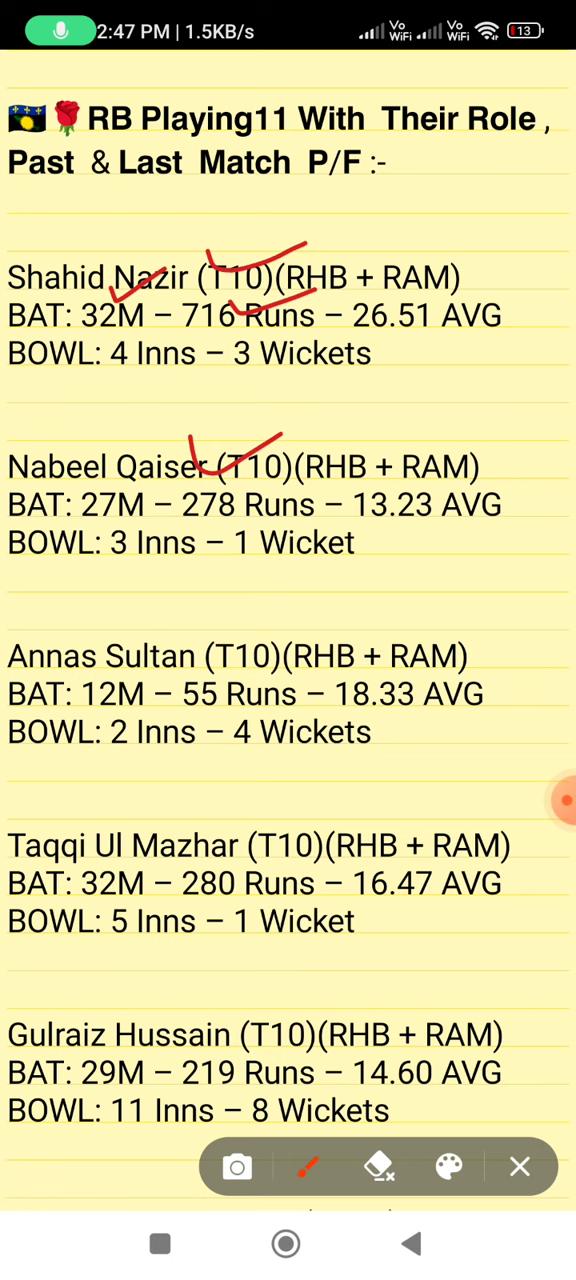 2:47 PM | 1.5KB/s
Vo WiFi Vo WiFi 13
RB Playing11 With Their Role ,
Past & Last Match P/F :-
Shahid Nazir (T10)(RHB + RAM)
BAT: 32M – 716 Runs – 26.51 AVG
BOWL: 4 Inns – 3 Wickets
Nabeel Qaiser (T10)(RHB + RAM)
BAT: 27M – 278 Runs – 13.23 AVG
BOWL: 3 Inns – 1 Wicket
Annas Sultan (T10)(RHB + RAM)
BAT: 12M – 55 Runs – 18.33 AVG
BOWL: 2 Inns – 4 Wickets
Taqqi Ul Mazhar (T10)(RHB + RAM)
BAT: 32M – 280 Runs – 16.47 AVG
BOWL: 5 Inns – 1 Wicket
Gulraiz Hussain (T10)(RHB + RAM)
BAT: 29M – 219 Runs – 14.60 AVG
BOWL: 11 Inns – 8 Wickets